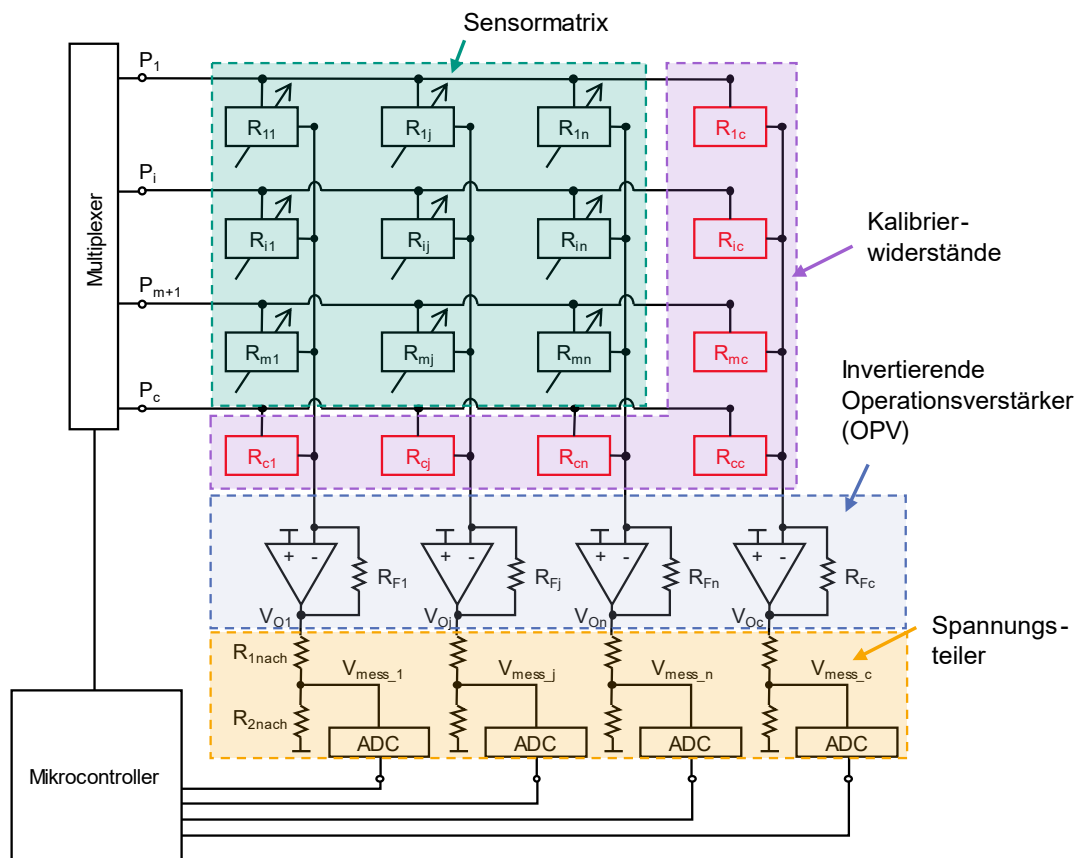 Sensormatrix
Multiplexer
P1
R11
R1j
R1n
R1c
Pi
Ri1
Rij
Rin
Ric
Kalibrier-
widerstände
Pm+1
Rm1
Rmj
Rmn
Rmc
Pc
Rc1
Rcj
Rcn
Rcc
Invertierende
Operationsverstärker
(OPV)
+ -
RF1
+ -
RFj
+ -
RFn
+ -
RFc
VO1
VOj
VOn
VOc
Spannungs-
teiler
R1nach
Vmess_1
Vmess_j
Vmess_n
Vmess_c
R2nach
ADC
ADC
ADC
ADC
Mikrocontroller